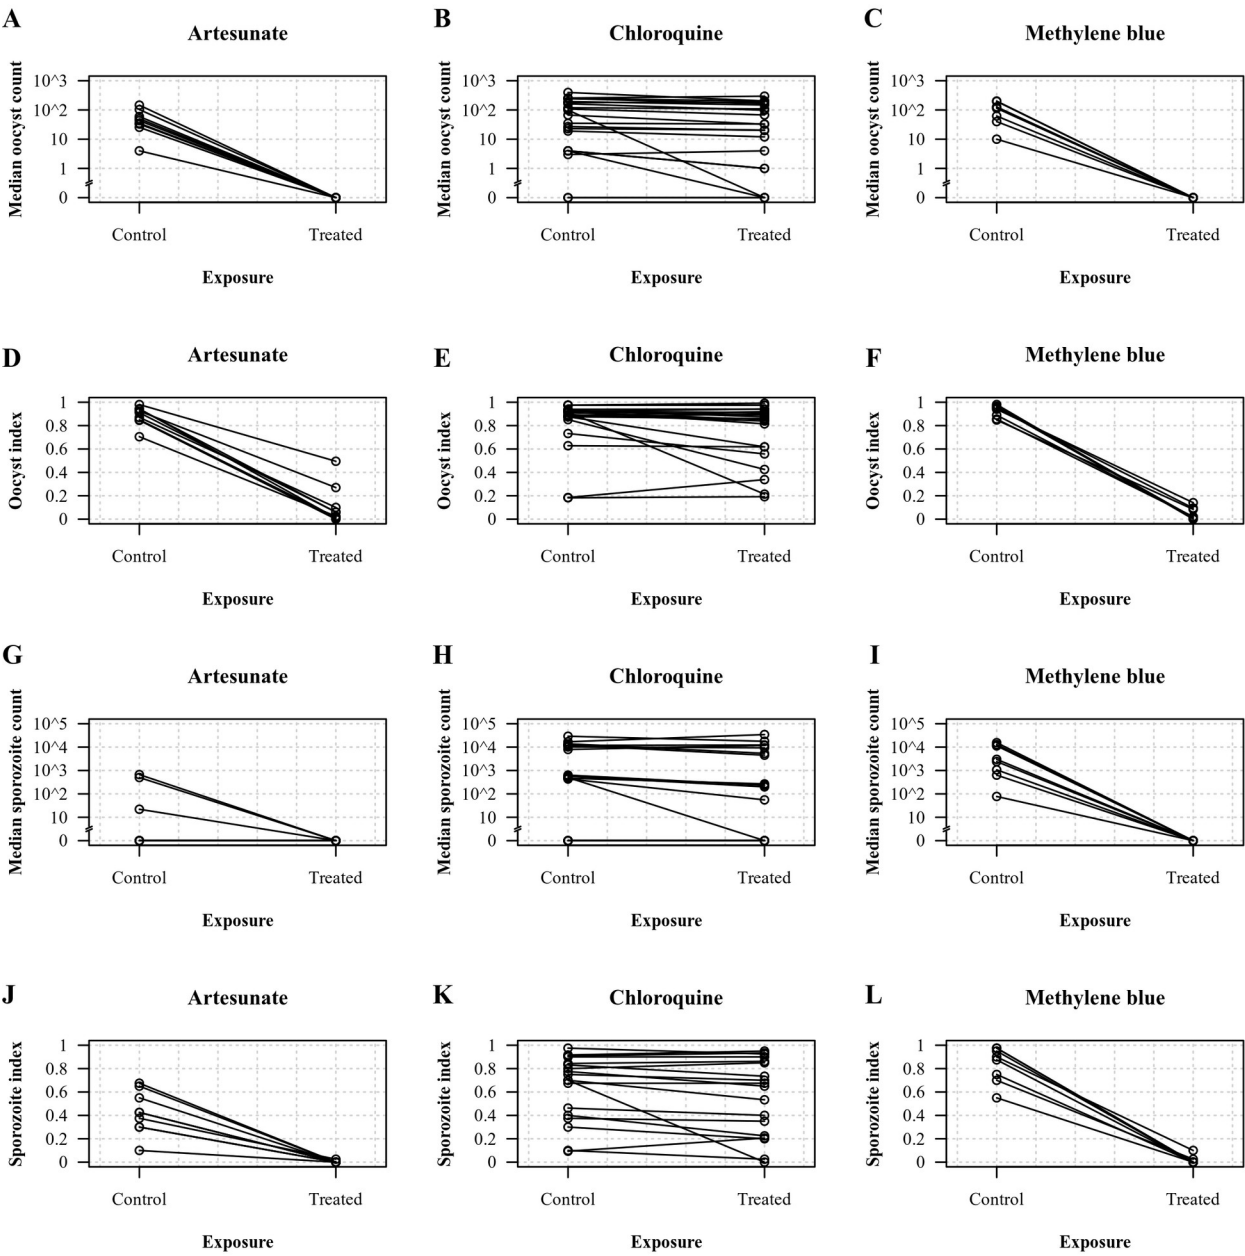 A
Artesunate
Median oocyst count
10^3
10^2
10
1
0
Control Treated
Exposure
B
Chloroquine
Median oocyst count
10^3
10^2
10
1
0
Control Treated
Exposure
C
Methylene blue
Median oocyst count
10^3
10^2
10
1
0
Control Treated
Exposure
D
Artesunate
Oocyst index
1
0.8
0.6
0.4
0.2
0
Control Treated
Exposure
E
Chloroquine
Oocyst index
1
0.8
0.6
0.4
0.2
0
Control Treated
Exposure
F
Methylene blue
Oocyst index
1
0.8
0.6
0.4
0.2
0
Control Treated
Exposure
G
Artesunate
Median sporozoite count
10^5
10^4
10^3
10^2
10
0
Control Treated
Exposure
H
Chloroquine
Median sporozoite count
10^5
10^4
10^3
10^2
10
0
Control Treated
Exposure
I
Methylene blue
Median sporozoite count
10^5
10^4
10^3
10^2
10
0
Control Treated
Exposure
J
Artesunate
Sporozoite index
1
0.8
0.6
0.4
0.2
0
Control Treated
Exposure
K
Chloroquine
Sporozoite index
1
0.8
0.6
0.4
0.2
0
Control Treated
Exposure
L
Methylene blue
Sporozoite index
1
0.8
0.6
0.4
0.2
0
Control Treated
Exposure